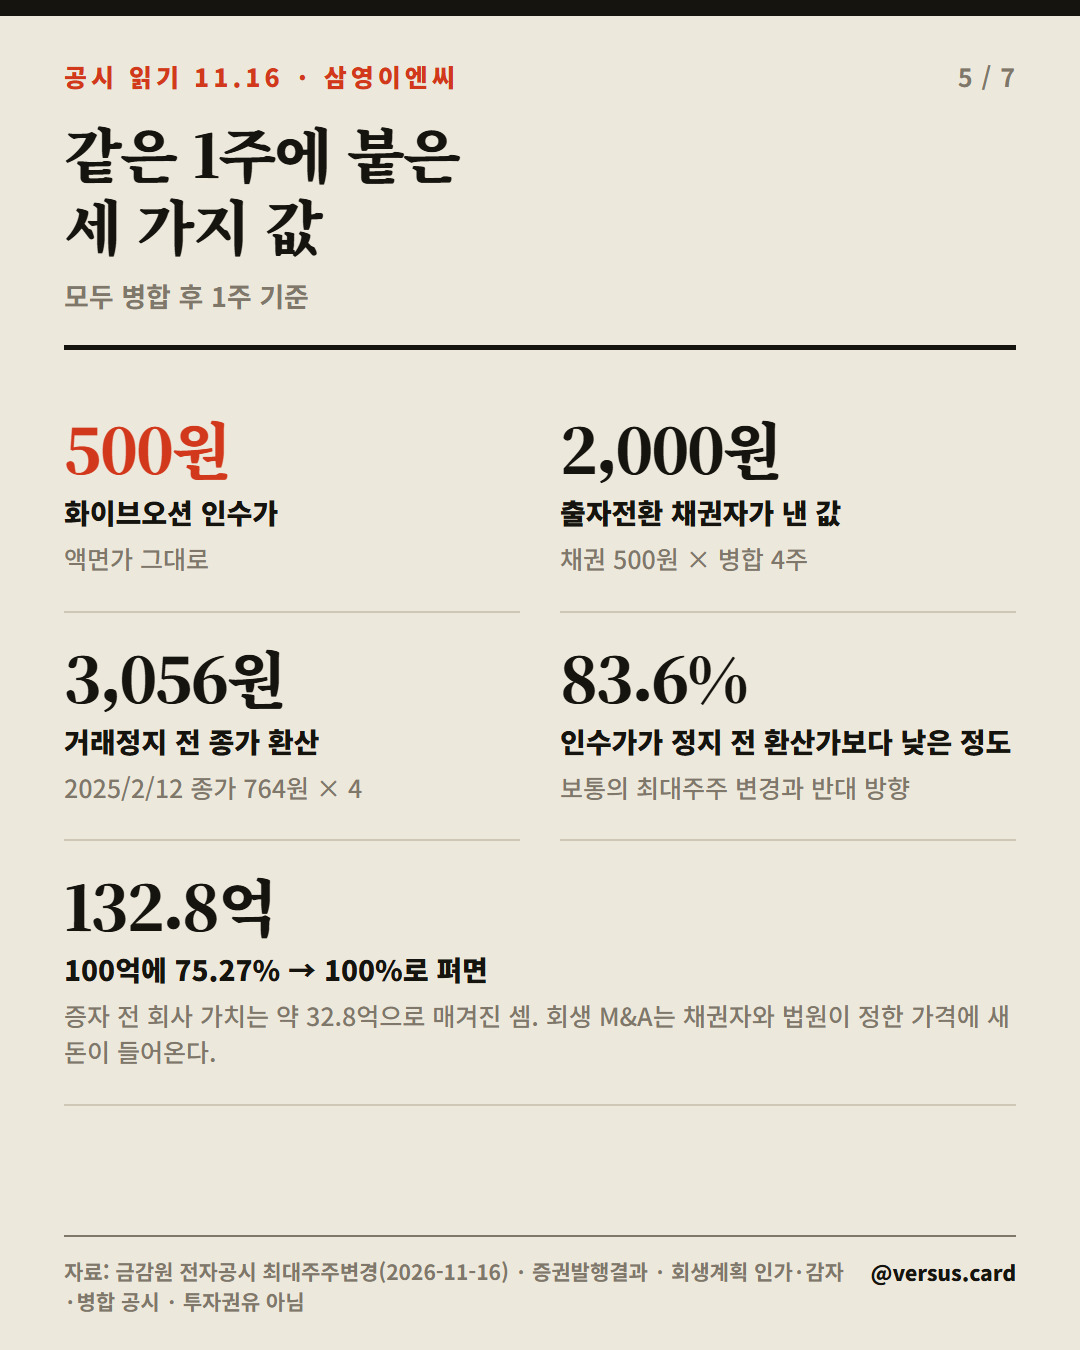 공시 읽기 11.16 · 삼영이엔씨
5 / 7
같은 1주에 붙은
세 가지 값
모두 병합 후 1주 기준
500원
화이브오션 인수가
액면가 그대로
2,000원
출자전환 채권자가 낸 값
채권 500원 × 병합 4주
3,056원
거래정지 전 종가 환산
2025/2/12 종가 764원 × 4
83.6%
인수가가 정지 전 환산가보다 낮은 정도
보통의 최대주주 변경과 반대 방향
132.8억
100억에 75.27% → 100%로 펴면
증자 전 회사 가치는 약 32.8억으로 매겨진 셈. 회생 M&A는 채권자와 법원이 정한 가격에 새
돈이 들어온다.
자료: 금감원 전자공시 최대주주변경(2026-11-16) · 증권발행결과 · 회생계획 인가·감자
·병합 공시 · 투자권유 아님
@versus.card